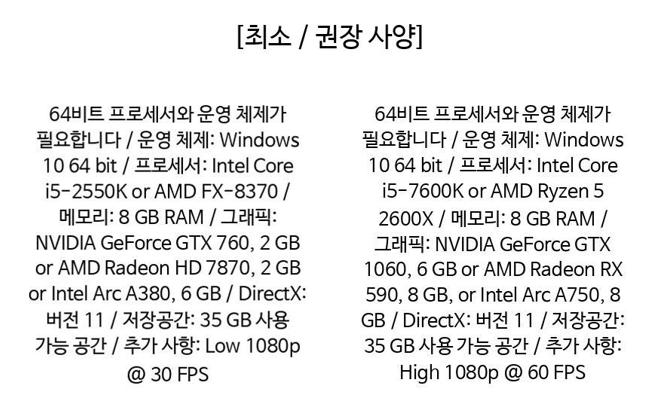 [최소 / 권장 사양]
64비트 프로세서와 운영 체제가
필요합니다 / 운영 체제: Windows
10 64 bit / 프로세서: Intel Core
i5-2550K or AMD FX-8370 /
메모리: 8 GB RAM / 그래픽:
NVIDIA GeForce GTX 760, 2 GB
or AMD Radeon HD 7870, 2 GB
or Intel Arc A380, 6 GB / DirectX:
버전 11 / 저장공간: 35 GB 사용
가능 공간 / 추가 사항: Low 1080p
@ 30 FPS
64비트 프로세서와 운영 체제가
필요합니다 / 운영 체제: Windows
10 64 bit / 프로세서: Intel Core
i5-7600K or AMD Ryzen 5
2600X / 메모리: 8 GB RAM /
그래픽: NVIDIA GeForce GTX
1060, 6 GB or AMD Radeon RX
590, 8 GB, or Intel Arc A750, 8
GB / DirectX: 버전 11 / 저장공간:
35 GB 사용 가능 공간 / 추가 사항:
High 1080p @ 60 FPS